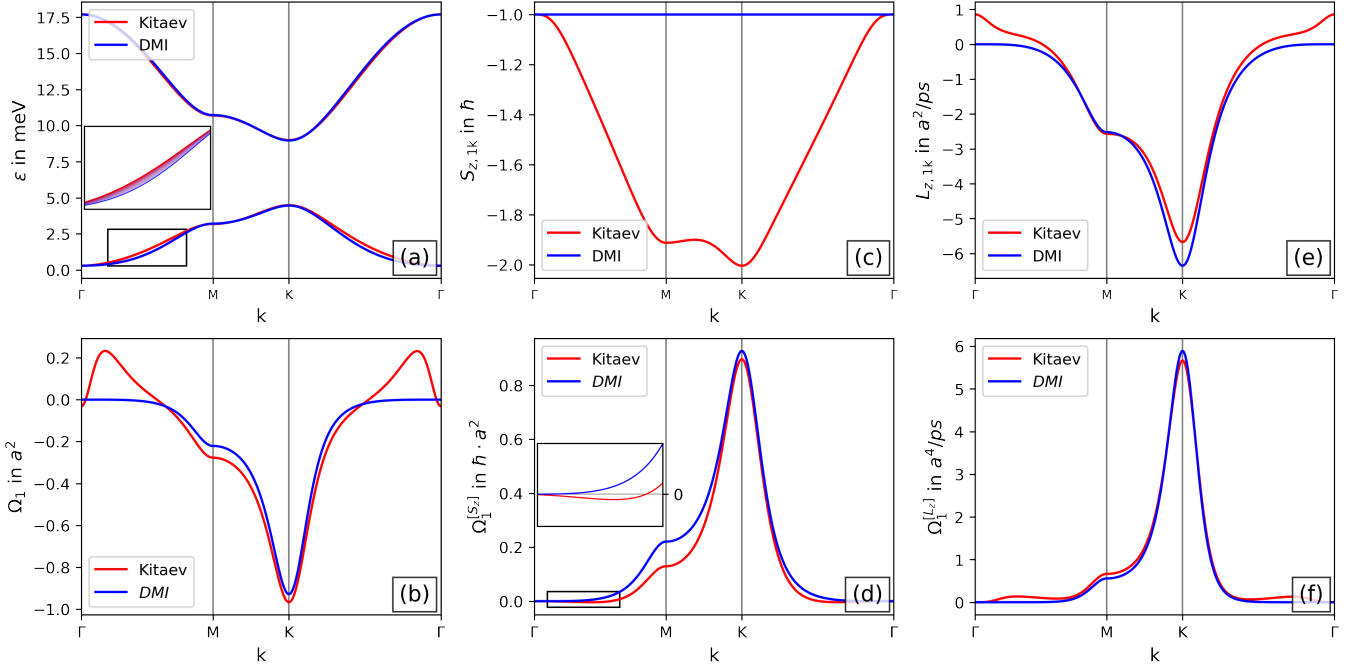 17.5
15.0
12.5
10.0
7.5
5.0
2.5
0.0
ε in meV
Kitaev
DMI
(a)
Γ
M
K
Γ
k
−1.0
−1.2
−1.4
−1.6
−1.8
−2.0
S_{z,1k} in ℏ
Kitaev
DMI
(c)
Γ
M
K
Γ
k
1
0
−1
−2
−3
−4
−5
−6
L_{z,1k} in a²/ps
Kitaev
DMI
(e)
Γ
M
K
Γ
k
0.2
0.0
−0.2
−0.4
−0.6
−0.8
−1.0
Ω₁ in a²
Kitaev
DMI
(b)
Γ
M
K
Γ
k
0.8
0.6
0.4
0.2
0.0
Ω₁^{[S_z]} in ℏ · a²
Kitaev
DMI
0
(d)
Γ
M
K
Γ
k
6
5
4
3
2
1
0
Ω₁^{[L_z]} in a⁴/ps
Kitaev
DMI
(f)
Γ
M
K
Γ
k